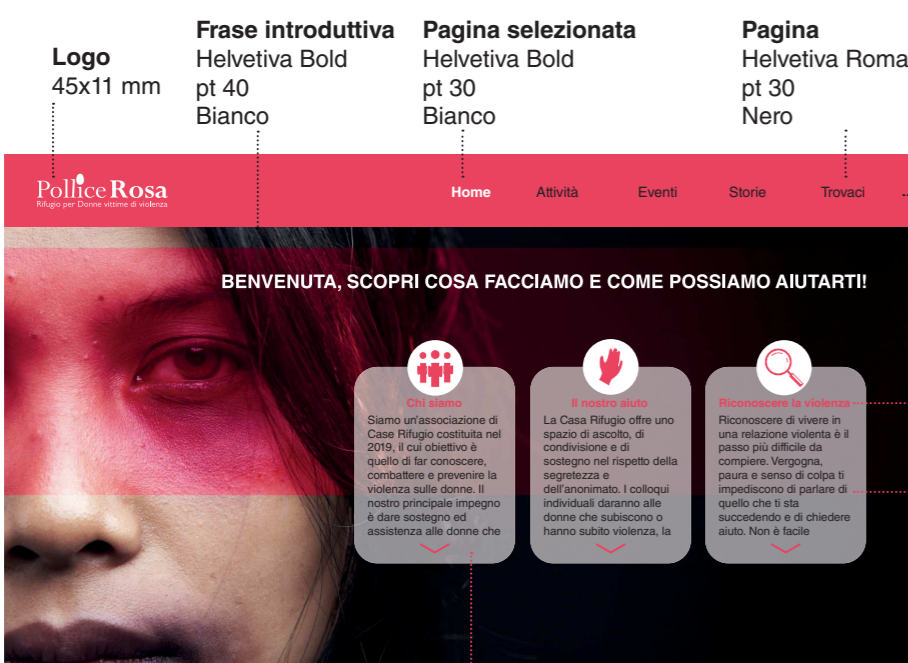 Logo
45x11 mm
Frase introduttiva
Helvetiva Bold
pt 40
Bianco
Pagina selezionata
Helvetiva Bold
pt 30
Bianco
Pagina
Helvetiva Roma
pt 30
Nero
Pollice Rosa
Rifugio per Donne vittime di violenza
Home
Attività
Eventi
Storie
Trovaci
BENVENUTA, SCOPRI COSA FACCIAMO E COME POSSIAMO AIUTARTI!
Chi siamo
Siamo un'associazione di
Case Rifugio costituita nel
2019, il cui obiettivo è
quello di far conoscere,
combattere e prevenire la
violenza sulle donne. Il
nostro principale impegno
è dare sostegno ed
assistenza alle donne che
Il nostro aiuto
La Casa Rifugio offre uno
spazio di ascolto, di
condivisione e di
sostegno nel rispetto della
segretezza e
dell'anonimato. I colloqui
individuali daranno alle
donne che subiscono o
hanno subito violenza, la
Riconoscere la violenza
Riconoscere di vivere in
una relazione violenta è il
passo più difficile da
compiere. Vergogna,
paura e senso di colpa ti
impediscono di parlare di
quello che ti sta
succedendo e di chiedere
aiuto. Non è facile